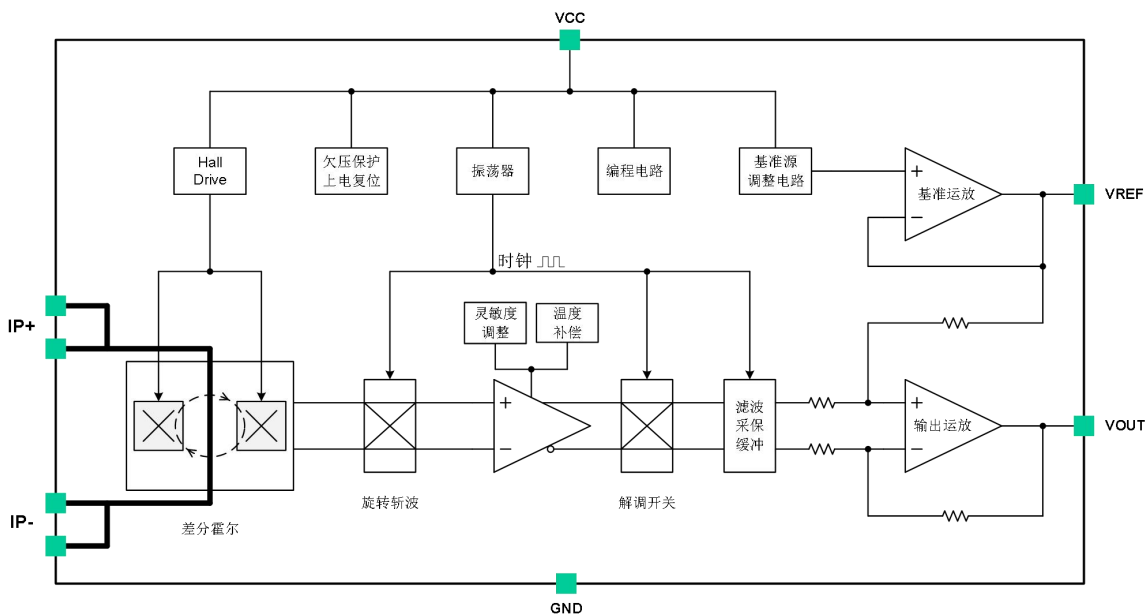 VCC
Hall
Drive
欠压保护
上电复位
振荡器
编程电路
基准源
调整电路
+
基准运放
−
VREF
时钟
IP+
灵敏度
调整
温度
补偿
+
−
滤波
采保
缓冲
+
输出运放
−
VOUT
旋转斩波
解调开关
IP-
差分霍尔
GND